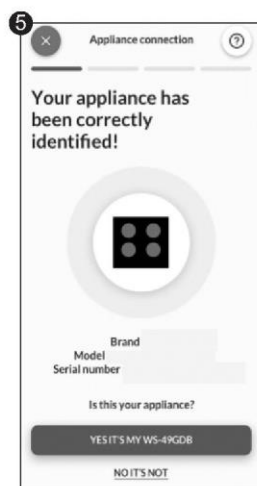 5
Appliance connection
?
Your appliance has
been correctly
identified!
Brand
Model
Serial number
Is this your appliance?
YES IT'S MY WS-49GDB
NO IT'S NOT